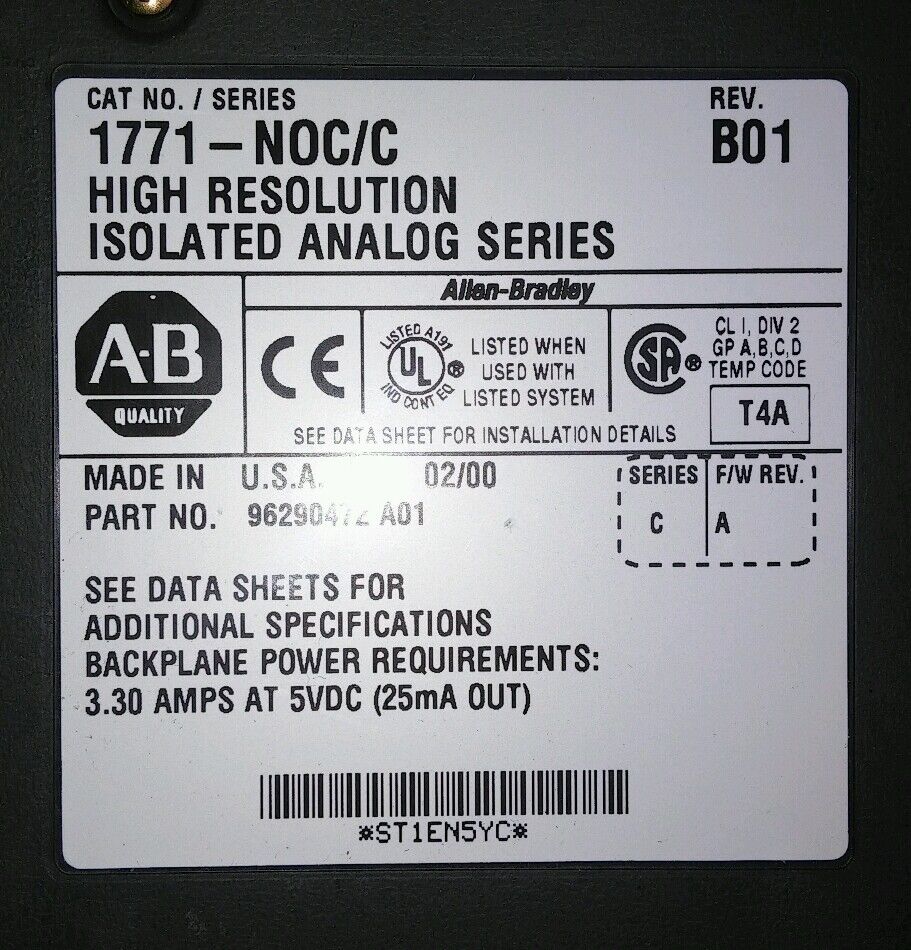 CAT NO. / SERIES
REV.
1771 – NOC/C
B01
HIGH RESOLUTION
ISOLATED ANALOG SERIES
Allen-Bradley
A-B
QUALITY
CE
LISTED A191
UL
®
IND CONT EQ
LISTED WHEN
USED WITH
LISTED SYSTEM
SA ®
CL I, DIV 2
GP A,B,C,D
TEMP CODE
T4A
SEE DATA SHEET FOR INSTALLATION DETAILS
MADE IN U.S.A. 02/00
PART NO. 96290472 A01
SERIES F/W REV.
C A
SEE DATA SHEETS FOR
ADDITIONAL SPECIFICATIONS
BACKPLANE POWER REQUIREMENTS:
3.30 AMPS AT 5VDC (25mA OUT)
*ST1EN5YC*